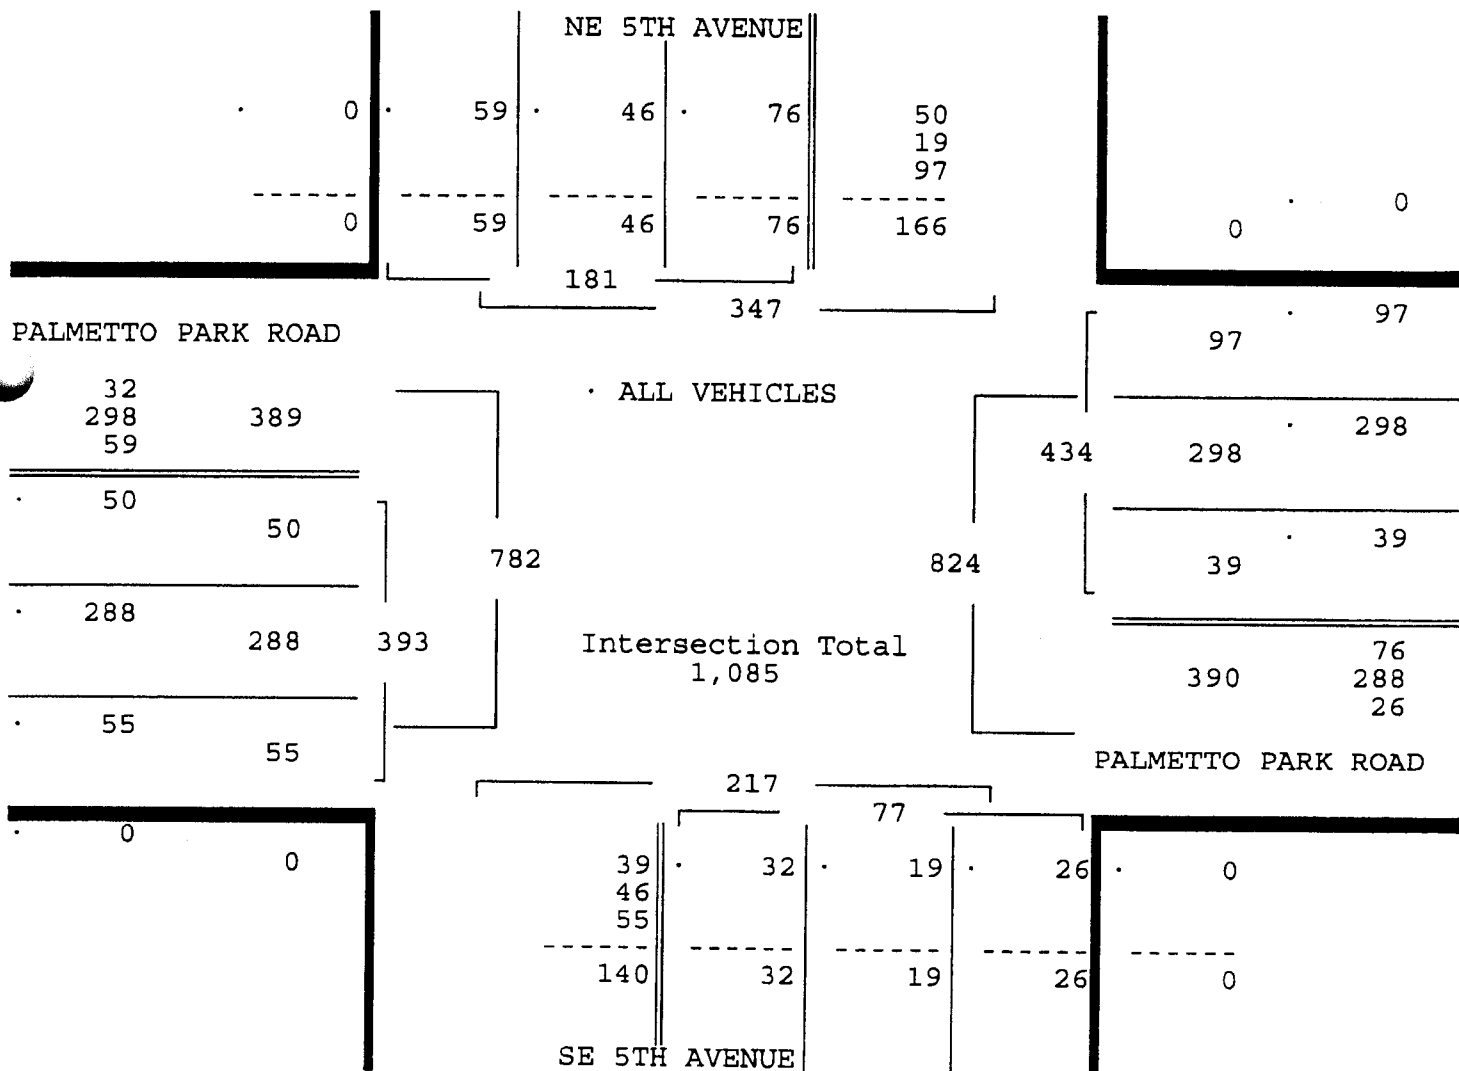 NE 5TH AVENUE
· 0 · 59 · 46 · 76 50
19
97
------ ------ ------ ------ ------
0 59 46 76 166
· 0
0
181
347
PALMETTO PARK ROAD
· 97
97
32
298 389
59
· ALL VEHICLES
· 298
434 298
· 50
50
· 39
39
782
824
· 288
288 393
Intersection Total
1,085
76
390 288
26
· 55
55
PALMETTO PARK ROAD
217
77
· 0
0
39 · 32 · 19 · 26 · 0
46
55
------ ------ ------ ------ ------
140 32 19 26 0
SE 5TH AVENUE